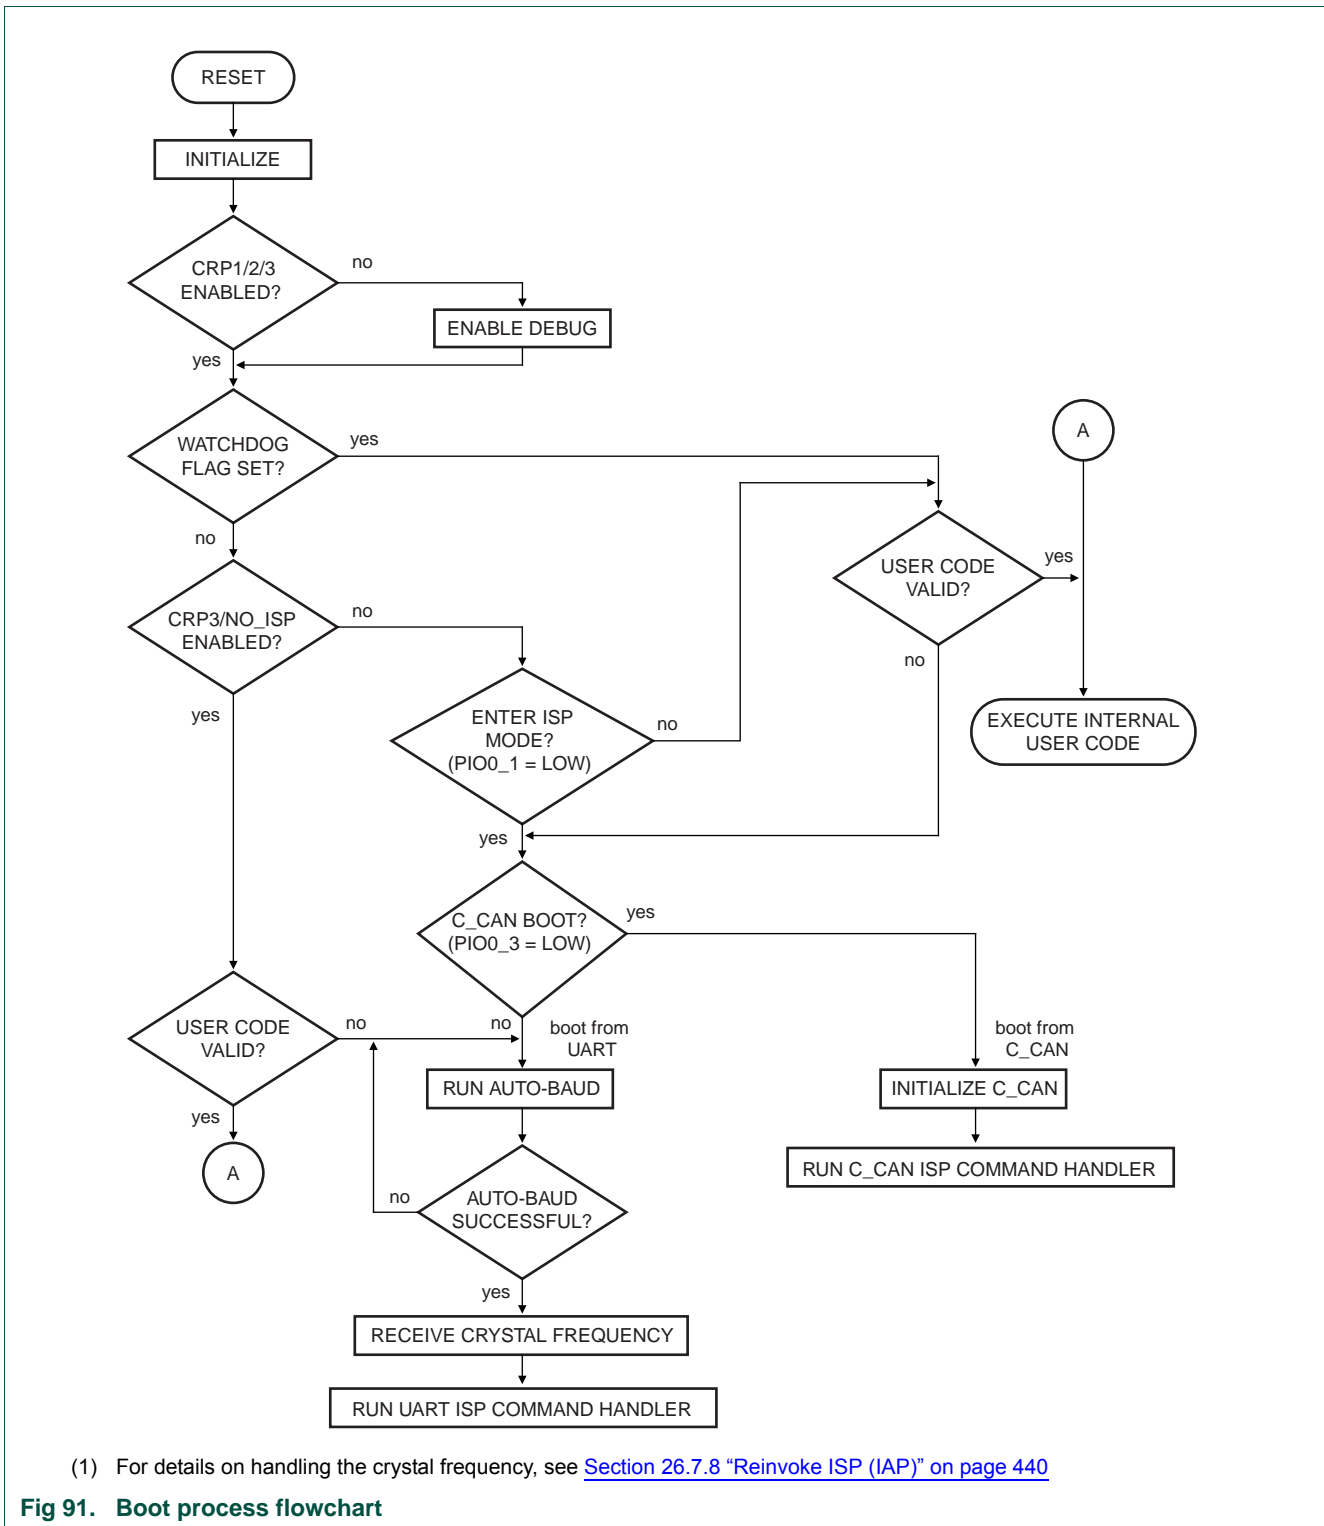 RESET
INITIALIZE
CRP1/2/3
ENABLED?
no
ENABLE DEBUG
yes
WATCHDOG
FLAG SET?
yes
A
no
USER CODE
VALID?
yes
CRP3/NO_ISP
ENABLED?
no
no
yes
ENTER ISP
MODE?
(PIO0_1 = LOW)
no
EXECUTE INTERNAL
USER CODE
yes
C_CAN BOOT?
(PIO0_3 = LOW)
yes
USER CODE
VALID?
no
no
boot from
UART
boot from
C_CAN
RUN AUTO-BAUD
INITIALIZE C_CAN
yes
A
RUN C_CAN ISP COMMAND HANDLER
no
AUTO-BAUD
SUCCESSFUL?
yes
RECEIVE CRYSTAL FREQUENCY
RUN UART ISP COMMAND HANDLER
(1) For details on handling the crystal frequency, see Section 26.7.8 “Reinvoke ISP (IAP)” on page 440
Fig 91. Boot process flowchart